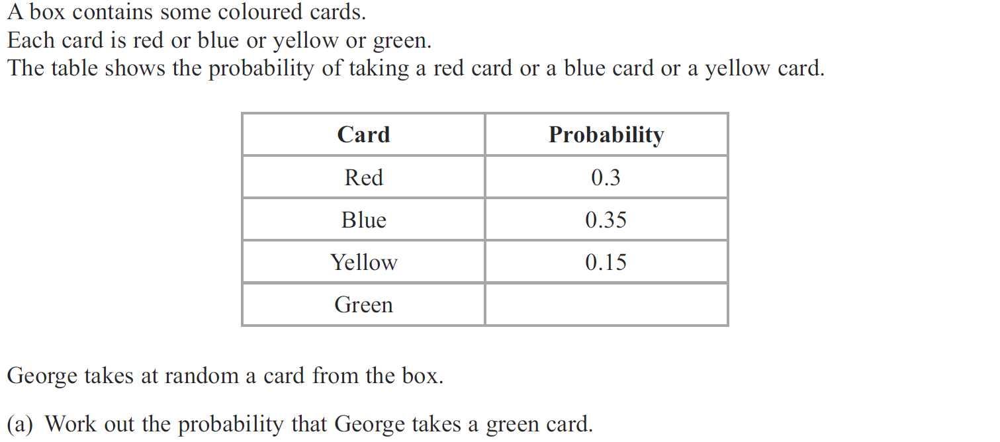 A box contains some coloured cards.
Each card is red or blue or yellow or green.
The table shows the probability of taking a red card or a blue card or a yellow card.
Card Probability
Red 0.3
Blue 0.35
Yellow 0.15
Green
George takes at random a card from the box.
(a) Work out the probability that George takes a green card.